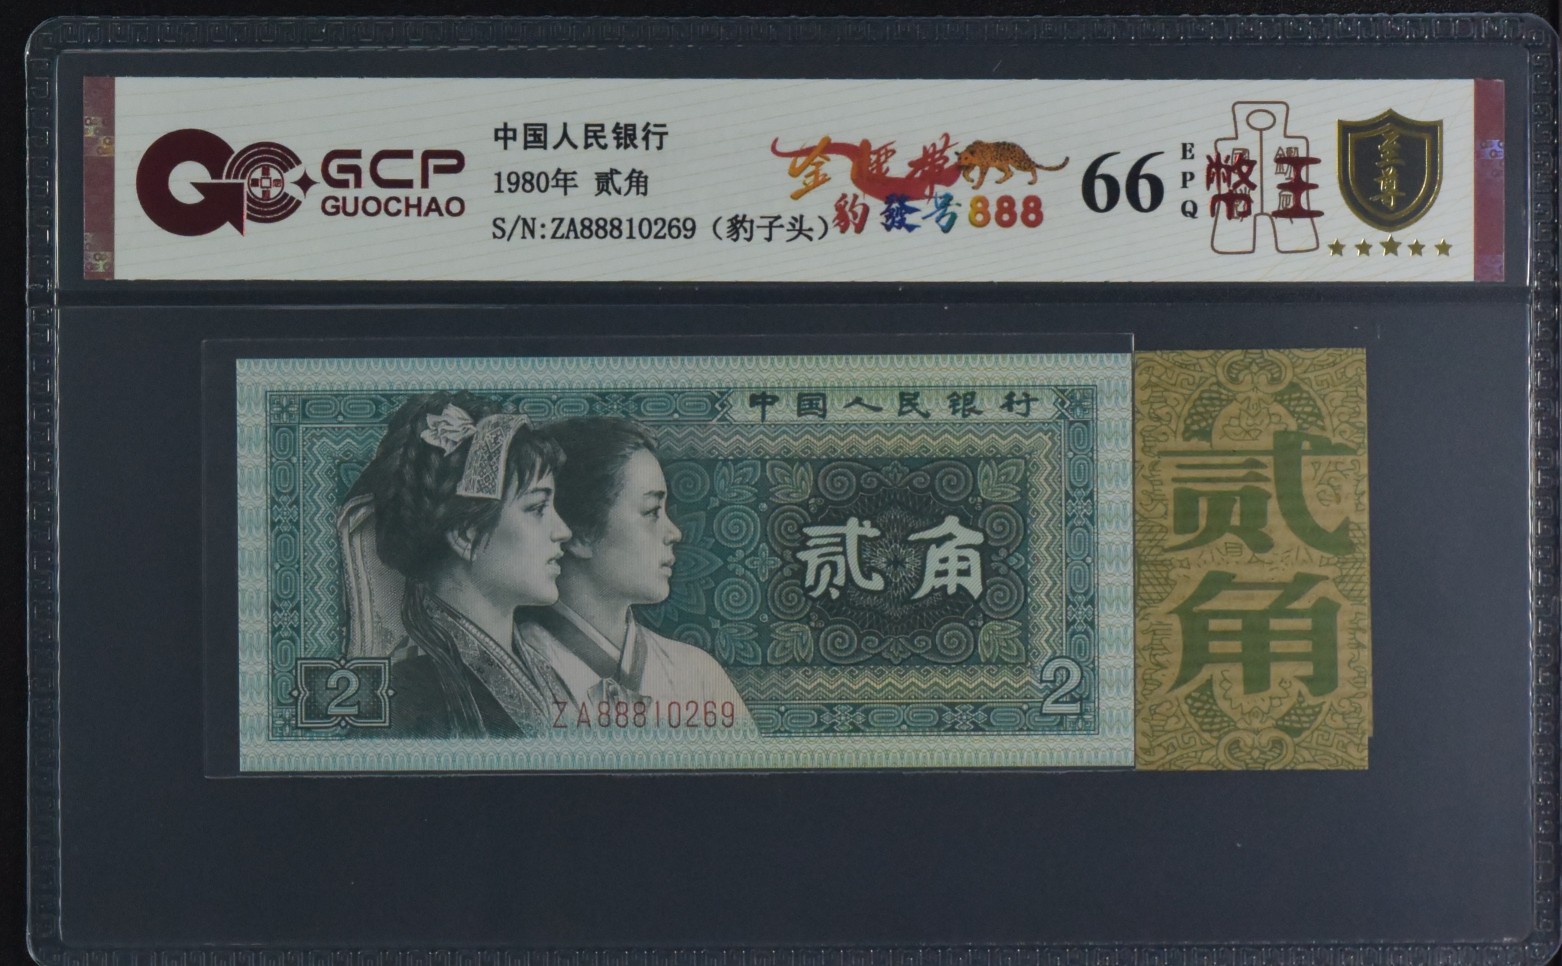 GCP
GUOCHAO
中国人民银行
1980年 贰角
S/N:ZA88810269（豹子头）
金腰带
豹發号888
66
EPQ
幣王
至尊
中国人民银行
贰角
2
2
ZA88810269
贰角